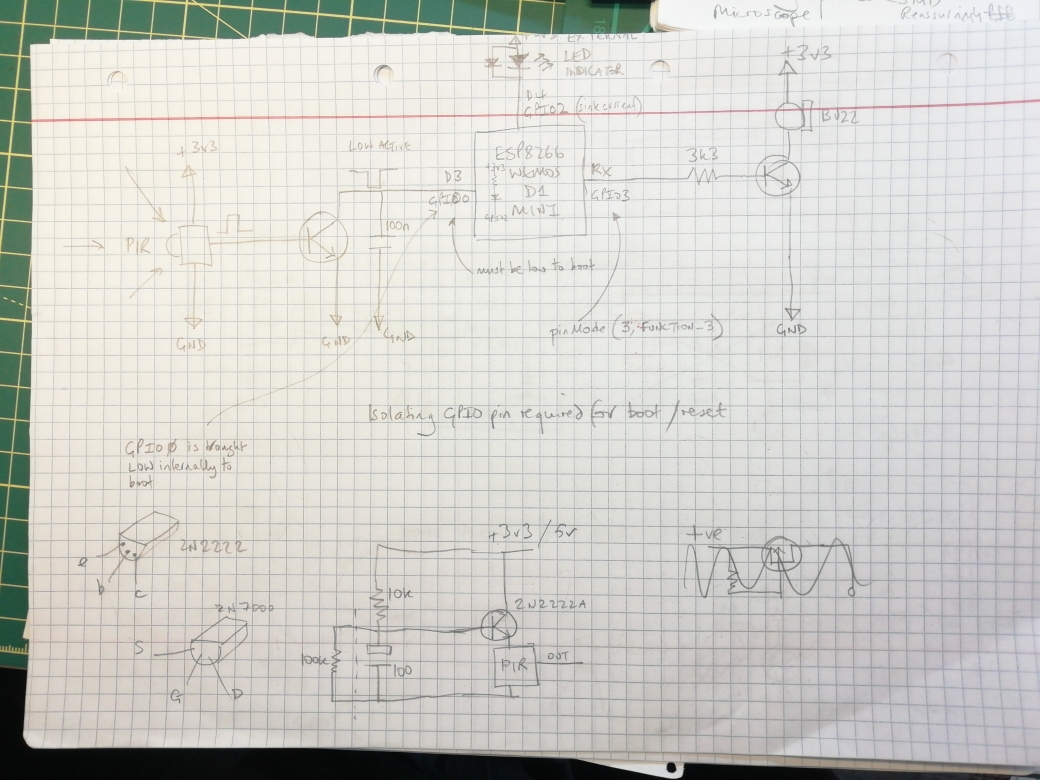 Microscope
SMD
Reassuringly
EXTERNAL
LED
INDICATOR
D4
GPIO2 (sink current)
+3v3
BUZZ
+3v3
LOW ACTIVE
ESP8266
WEMOS
D1
MINI
+3v3
D3
GPIO0
Rx
GPIO3
3k3
100n
PIR
must be low to boot
pinMode (3, FUNCTION_3)
GND
GND
GND
GND
Isolating GPIO pin required for boot / reset
GPIO0 is brought
LOW internally to
boot
2N2222
e
b
c
2N7000
S
G
D
+3v3 / 5v
10k
2N2222A
100k
100
PIR
OUT
+ve